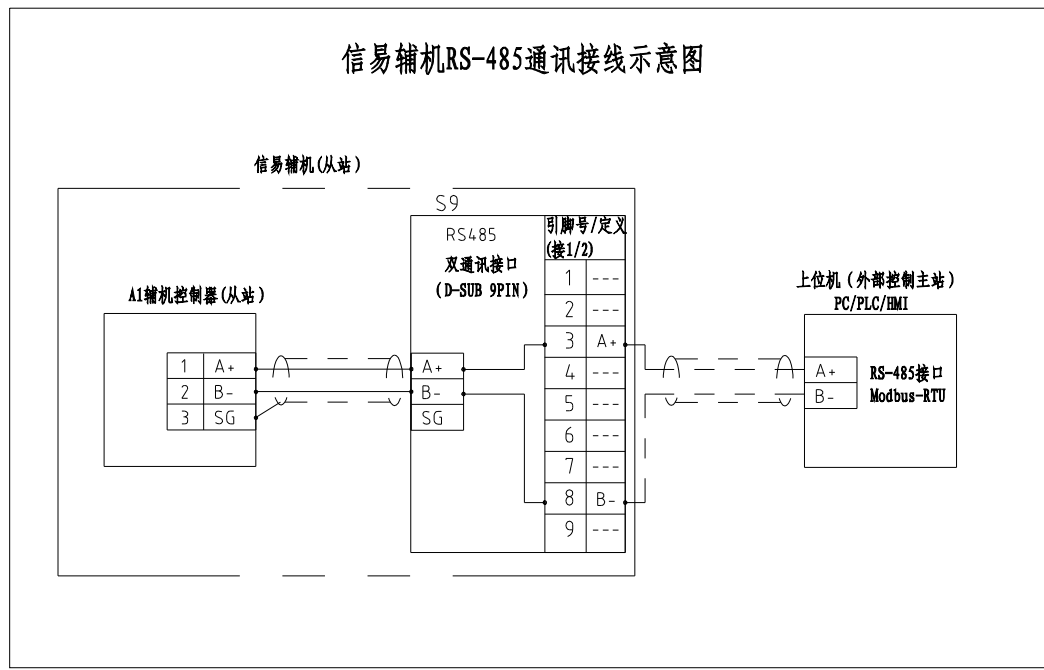 信易辅机RS-485通讯接线示意图
信易辅机(从站)
S9
RS485
双通讯接口
(D-SUB 9PIN)
引脚号/定义
(接1/2)
1 ---
2 ---
3 A+
4 ---
5 ---
6 ---
7 ---
8 B-
9 ---
A1辅机控制器(从站)
1 A+
2 B-
3 SG
A+
B-
SG
上位机(外部控制主站)
PC/PLC/HMI
A+
B-
RS-485接口
Modbus-RTU